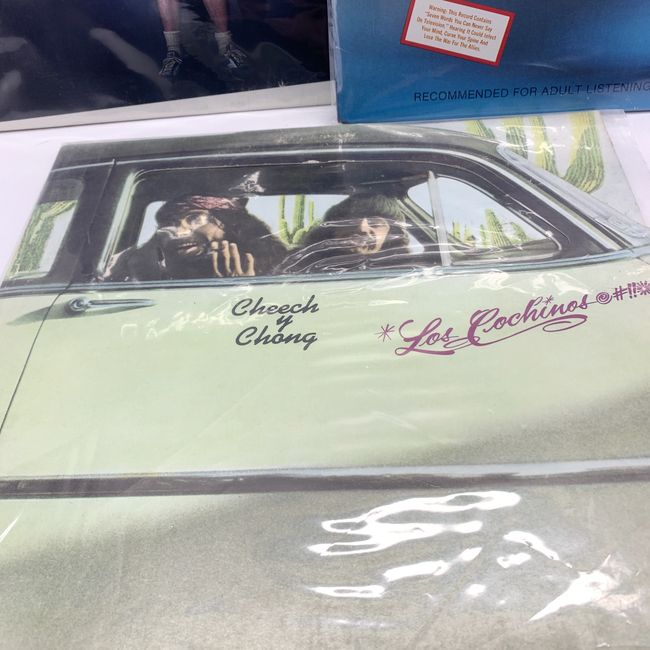 Warning: This Record Contains
"Seven Words You Can Never Say
On Television." Hearing It Could Infect
Your Mind, Curve Your Spine And
Lose The War For The Allies.
RECOMMENDED FOR ADULT LISTENING
Cheech
y
Chong
*Los Cochinos @#!!*